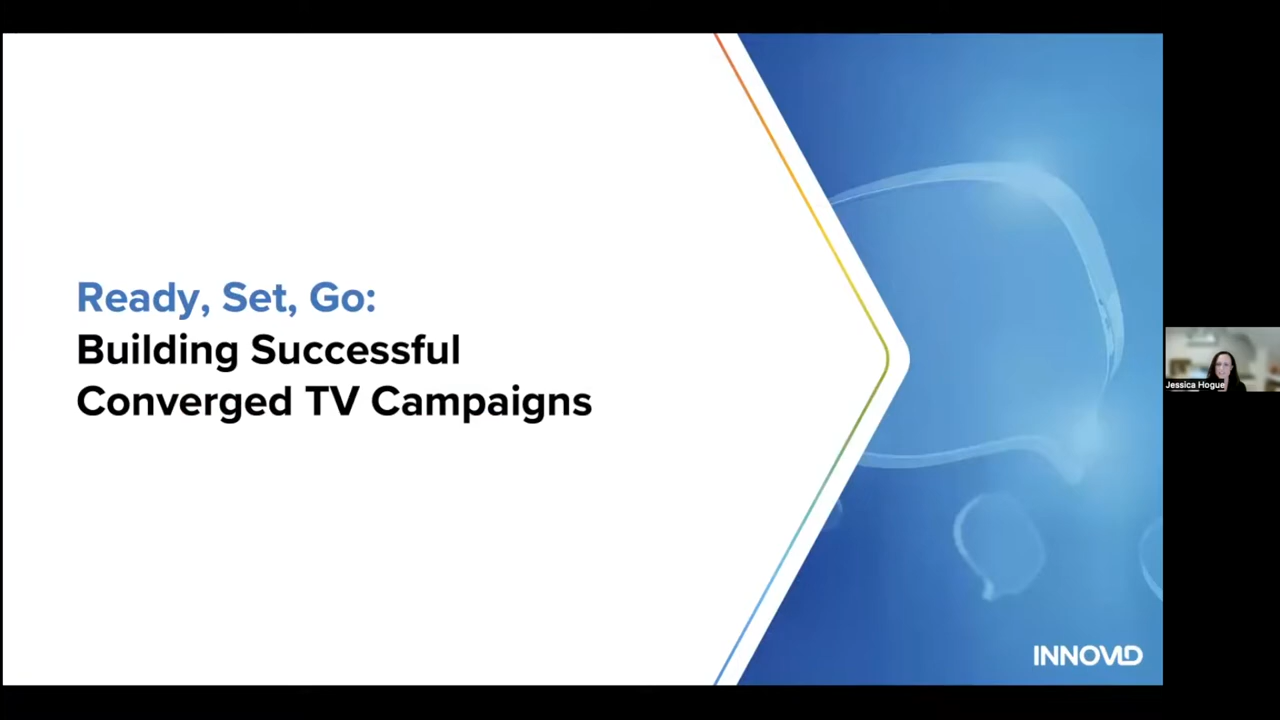 Ready, Set, Go:
Building Successful
Converged TV Campaigns
Jessica Hogue
INNOVID